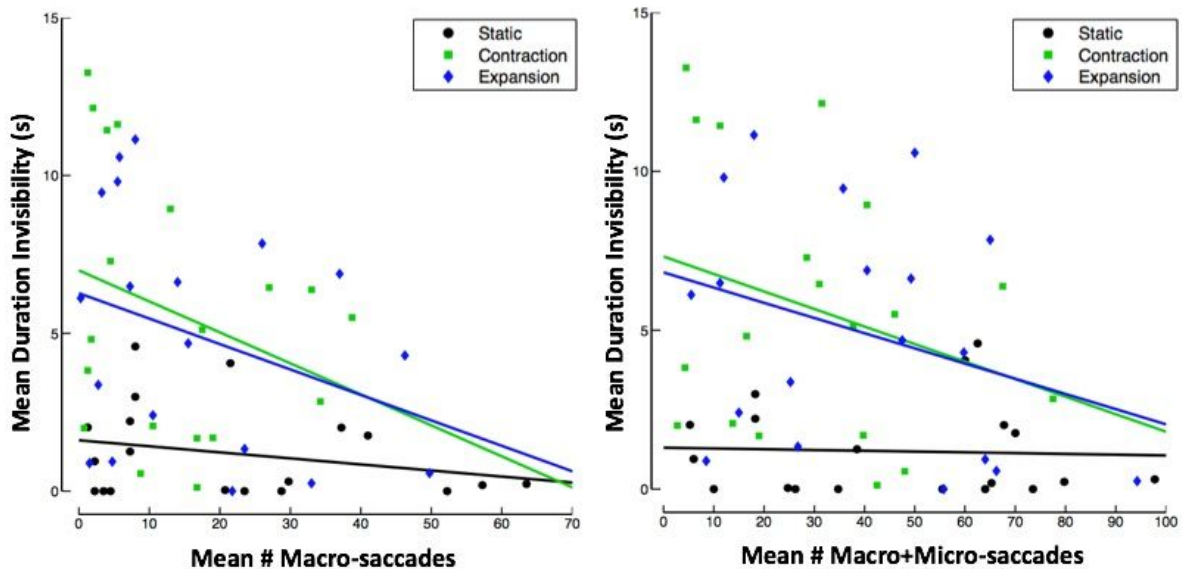 15
10
5
0
0 10 20 30 40 50 60 70
Mean Duration Invisibility (s)
Mean # Macro-saccades
Static
Contraction
Expansion
15
10
5
0
0 10 20 30 40 50 60 70 80 90 100
Mean Duration Invisibility (s)
Mean # Macro+Micro-saccades
Static
Contraction
Expansion